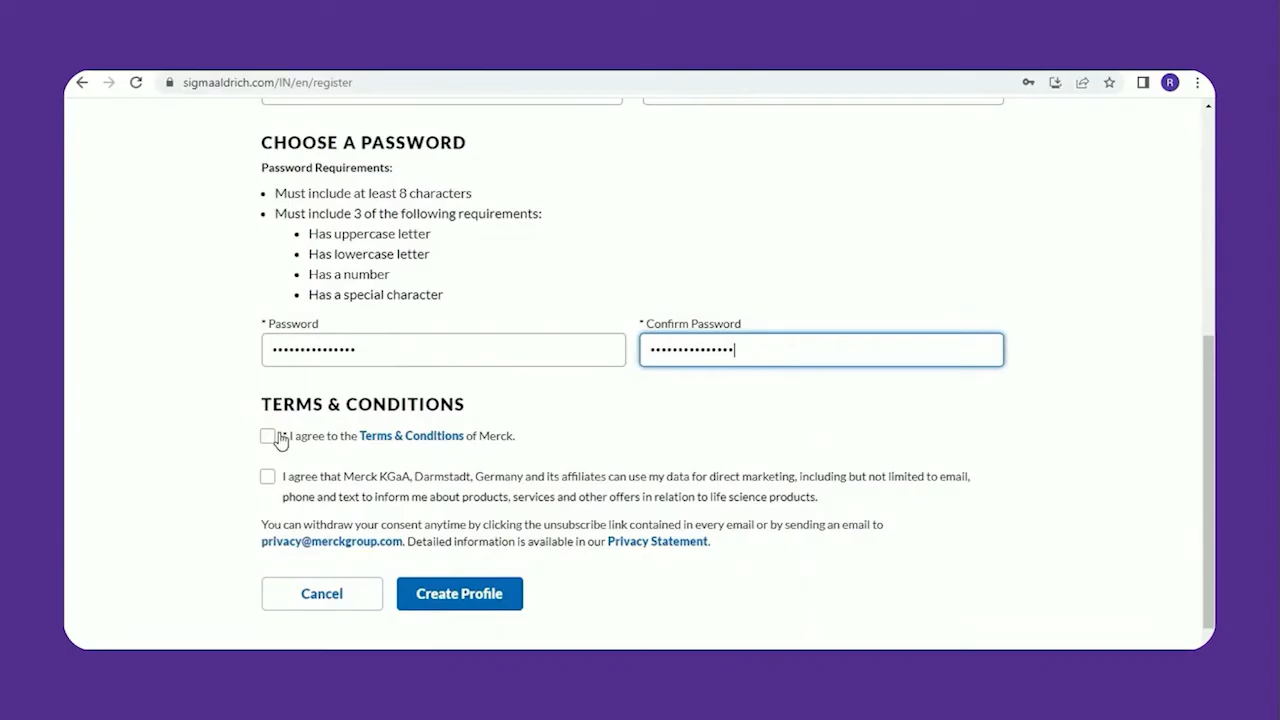 sigmaaldrich.com/IN/en/register
R
CHOOSE A PASSWORD
Password Requirements:
• Must include at least 8 characters
• Must include 3 of the following requirements:
• Has uppercase letter
• Has lowercase letter
• Has a number
• Has a special character
* Password
* Confirm Password
•••••••••••••••
•••••••••••••••
TERMS & CONDITIONS
I agree to the Terms & Conditions of Merck.
I agree that Merck KGaA, Darmstadt, Germany and its affiliates can use my data for direct marketing, including but not limited to email,
phone and text to inform me about products, services and other offers in relation to life science products.
You can withdraw your consent anytime by clicking the unsubscribe link contained in every email or by sending an email to
privacy@merckgroup.com. Detailed information is available in our Privacy Statement.
Cancel
Create Profile